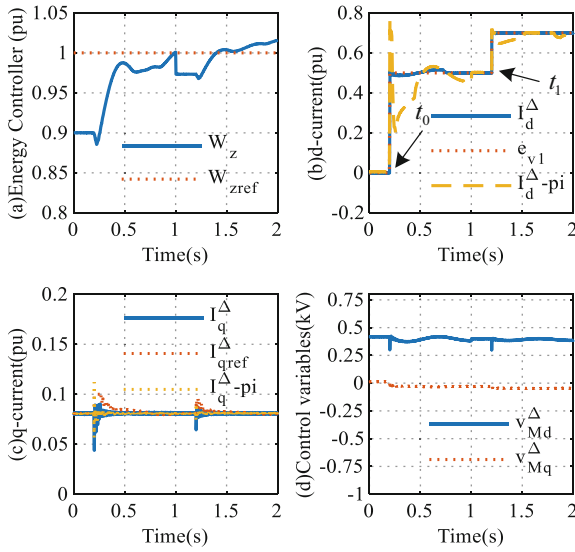 (a)Energy Controller (pu)
1.05
1
0.95
0.9
0.85
0.8
0 0.5 1 1.5 2
Time(s)
W_z
W_zref
(b)d-current(pu)
0.8
0.6
0.4
0.2
0
-0.2
0 0.5 1 1.5 2
Time(s)
t_0
t_1
I_d^Δ
e_v1
I_d^Δ-pi
(c)q-current(pu)
0.2
0.15
0.1
0.05
0
0 0.5 1 1.5 2
Time(s)
I_q^Δ
I_qref^Δ
I_q^Δ-pi
(d)Control variables(kV)
0.75
0.5
0.25
0
-0.25
-0.5
-0.75
-1
0 0.5 1 1.5 2
Time(s)
v_Md^Δ
v_Mq^Δ